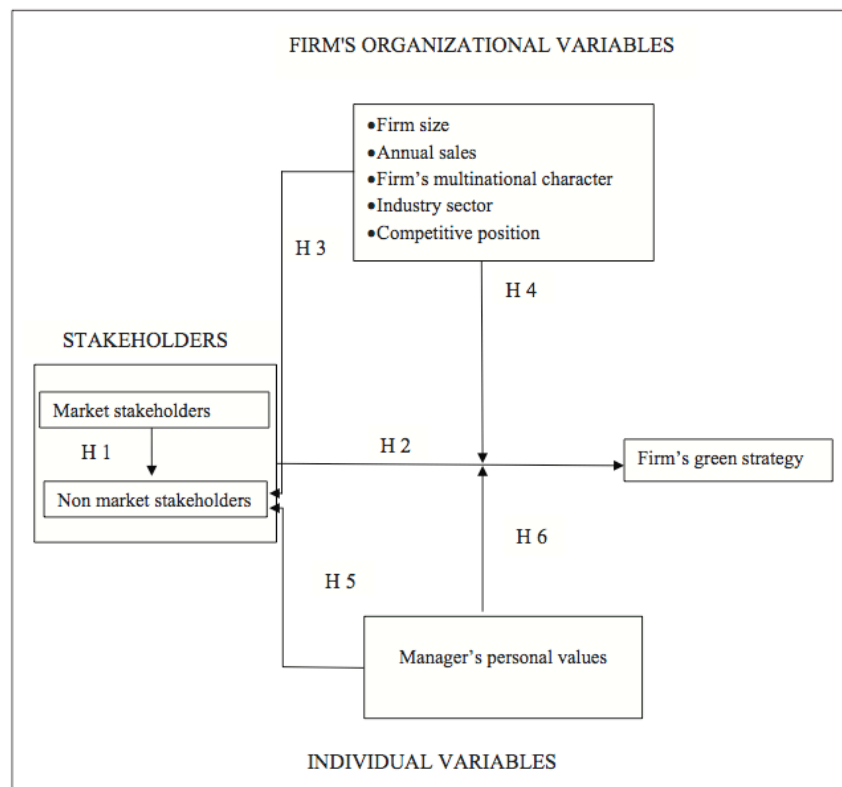 FIRM'S ORGANIZATIONAL VARIABLES
•Firm size
•Annual sales
•Firm's multinational character
•Industry sector
•Competitive position
H 3
H 4
STAKEHOLDERS
Market stakeholders
H 1
H 2
Firm's green strategy
Non market stakeholders
H 6
H 5
Manager's personal values
INDIVIDUAL VARIABLES